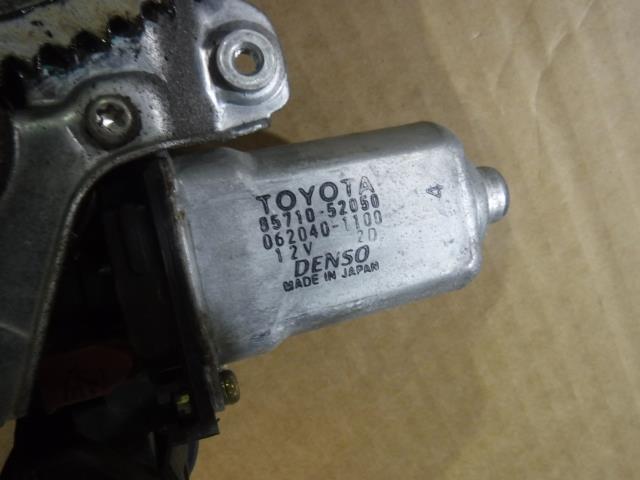 TOYOTA
85710-52050
062040-1100
12V 2D
DENSO
MADE IN JAPAN
4